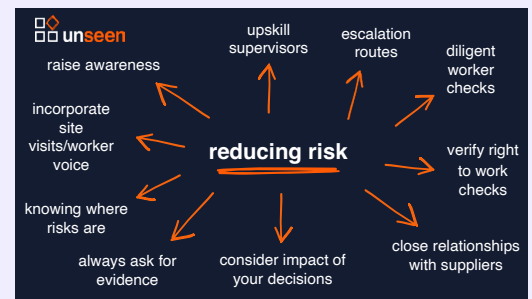 unseen
upskill
supervisors
escalation
routes
diligent
worker
checks
raise awareness
incorporate
site
visits/worker
voice
reducing risk
verify right
to work
checks
knowing where
risks are
always ask for
evidence
consider impact of
your decisions
close relationships
with suppliers